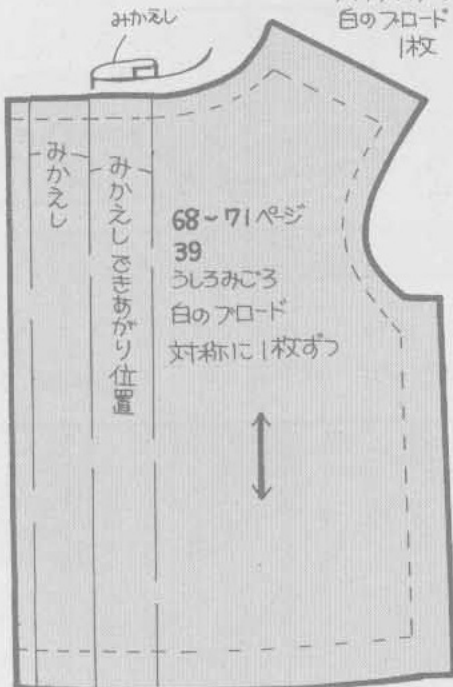 みかえし
白のブロード
1枚
みかえし
みかえしできあがり位置
68~71ページ
39
うしろみごろ
白のブロード
対称に1枚ずつ